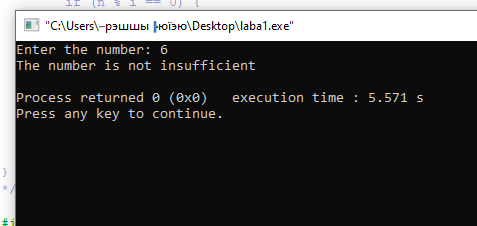 if (n % i == 0) {
"C:\Users\–рэшшы \Desktop\laba1.exe"
Enter the number: 6
The number is not insufficient
Process returned 0 (0x0) execution time : 5.571 s
Press any key to continue.
}
*/
#i